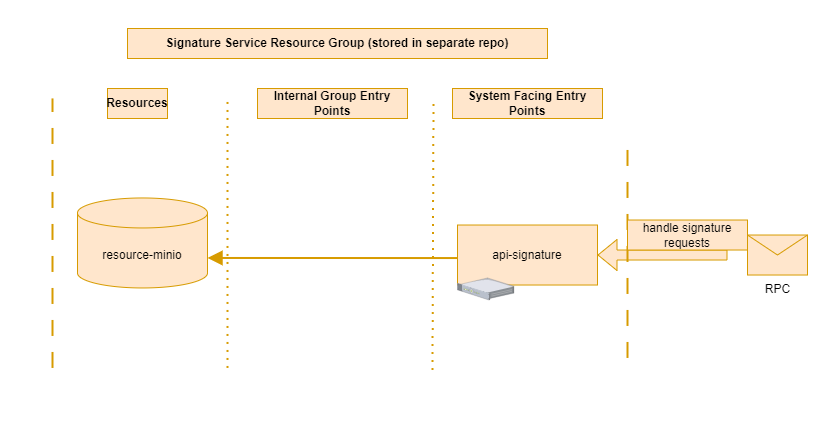 Signature Service Resource Group (stored in separate repo)
Resources
Internal Group Entry
Points
System Facing Entry
Points
handle signature
requests
resource-minio
api-signature
RPC